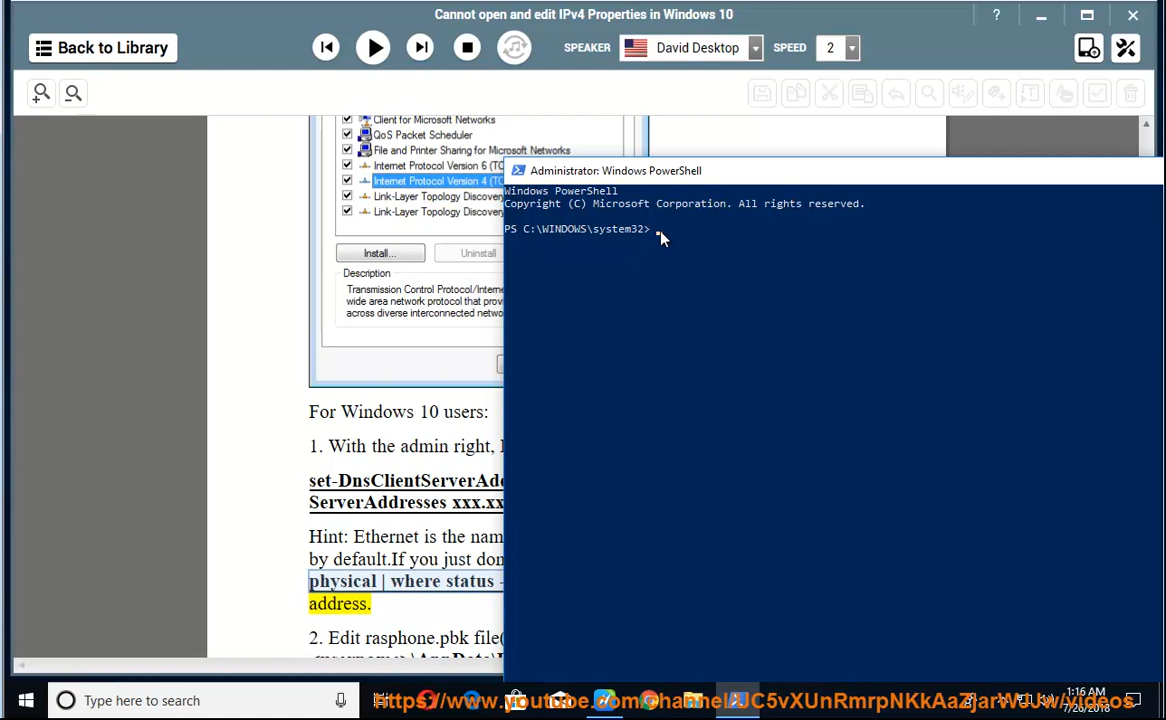 Cannot open and edit IPv4 Properties in Windows 10
?
Back to Library
SPEAKER
David Desktop
SPEED
2
Client for Microsoft Networks
QoS Packet Scheduler
File and Printer Sharing for Microsoft Networks
Internet Protocol Version 6 (TC
Internet Protocol Version 4 (TC
Link-Layer Topology Discovery
Link-Layer Topology Discovery
Install...
Uninstall
Description
Transmission Control Protocol/Interne
wide area network protocol that provi
across diverse interconnected netwo
Administrator: Windows PowerShell
Windows PowerShell
Copyright (C) Microsoft Corporation. All rights reserved.
PS C:\WINDOWS\system32>
For Windows 10 users:
1. With the admin right,
set-DnsClientServerAdd
ServerAddresses xxx.xx
Hint: Ethernet is the nam
by default.If you just don
physical | where status -
address.
2. Edit rasphone.pbk file(
Type here to search
1:16 AM
7/26/2018